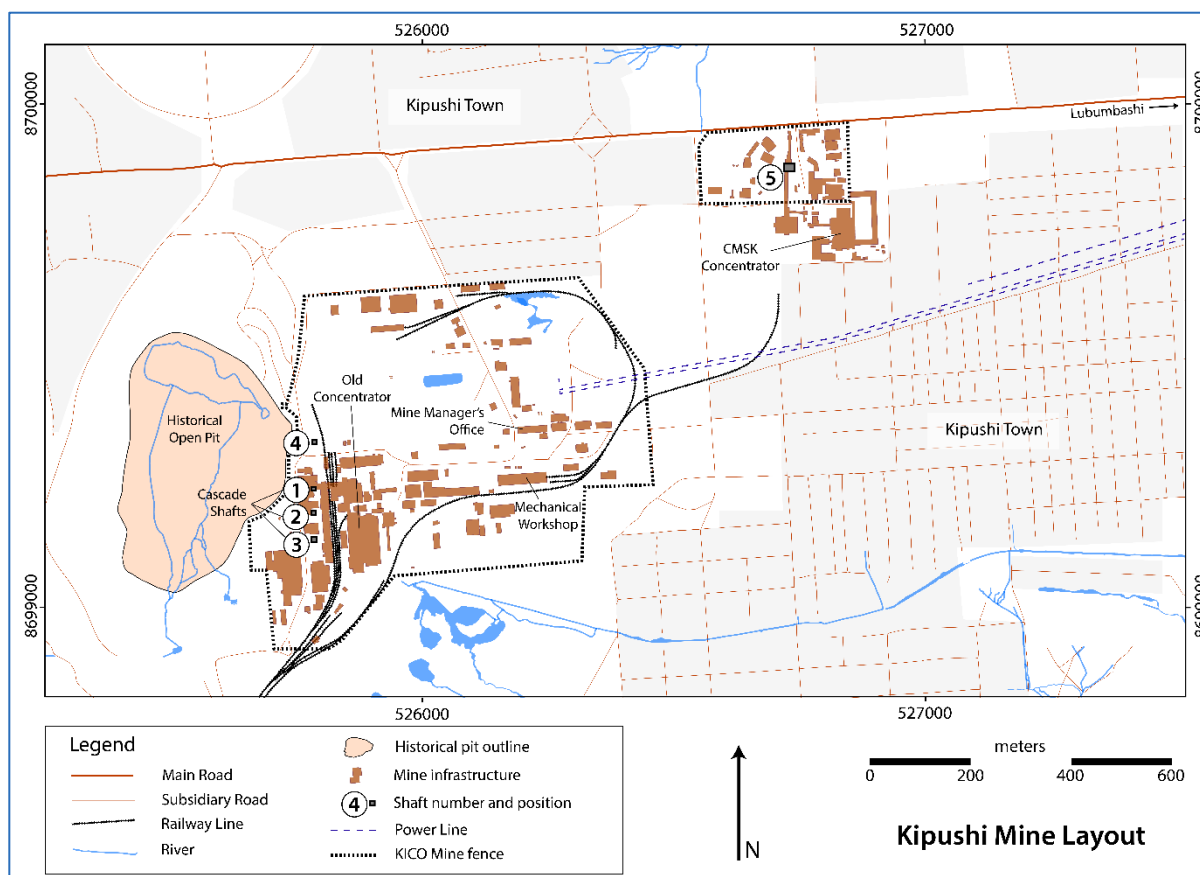 526000
527000
8700000
8700000
Kipushi Town
Lubumbashi
5
CMSK
Concentrator
Old
Concentrator
Historical
Open Pit
Mine Manager's
Office
Kipushi Town
4
Cascade
Shafts
1
2
3
Mechanical
Workshop
8699000
8699000
526000
527000
Legend
Main Road
Subsidiary Road
Railway Line
River
Historical pit outline
Mine infrastructure
4
Shaft number and position
Power Line
KICO Mine fence
N
meters
0
200
400
600
Kipushi Mine Layout